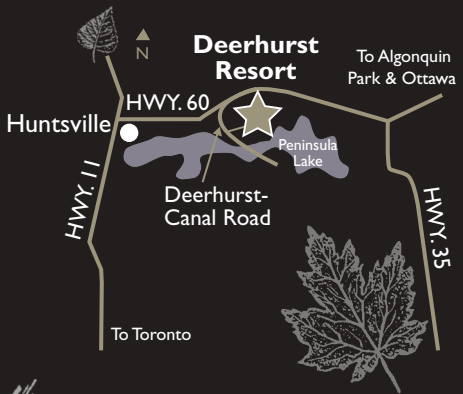 N
Deerhurst
Resort
To Algonquin
Park & Ottawa
HWY. 60
Huntsville
Peninsula
Lake
Deerhurst-
Canal Road
HWY. 11
HWY. 35
To Toronto